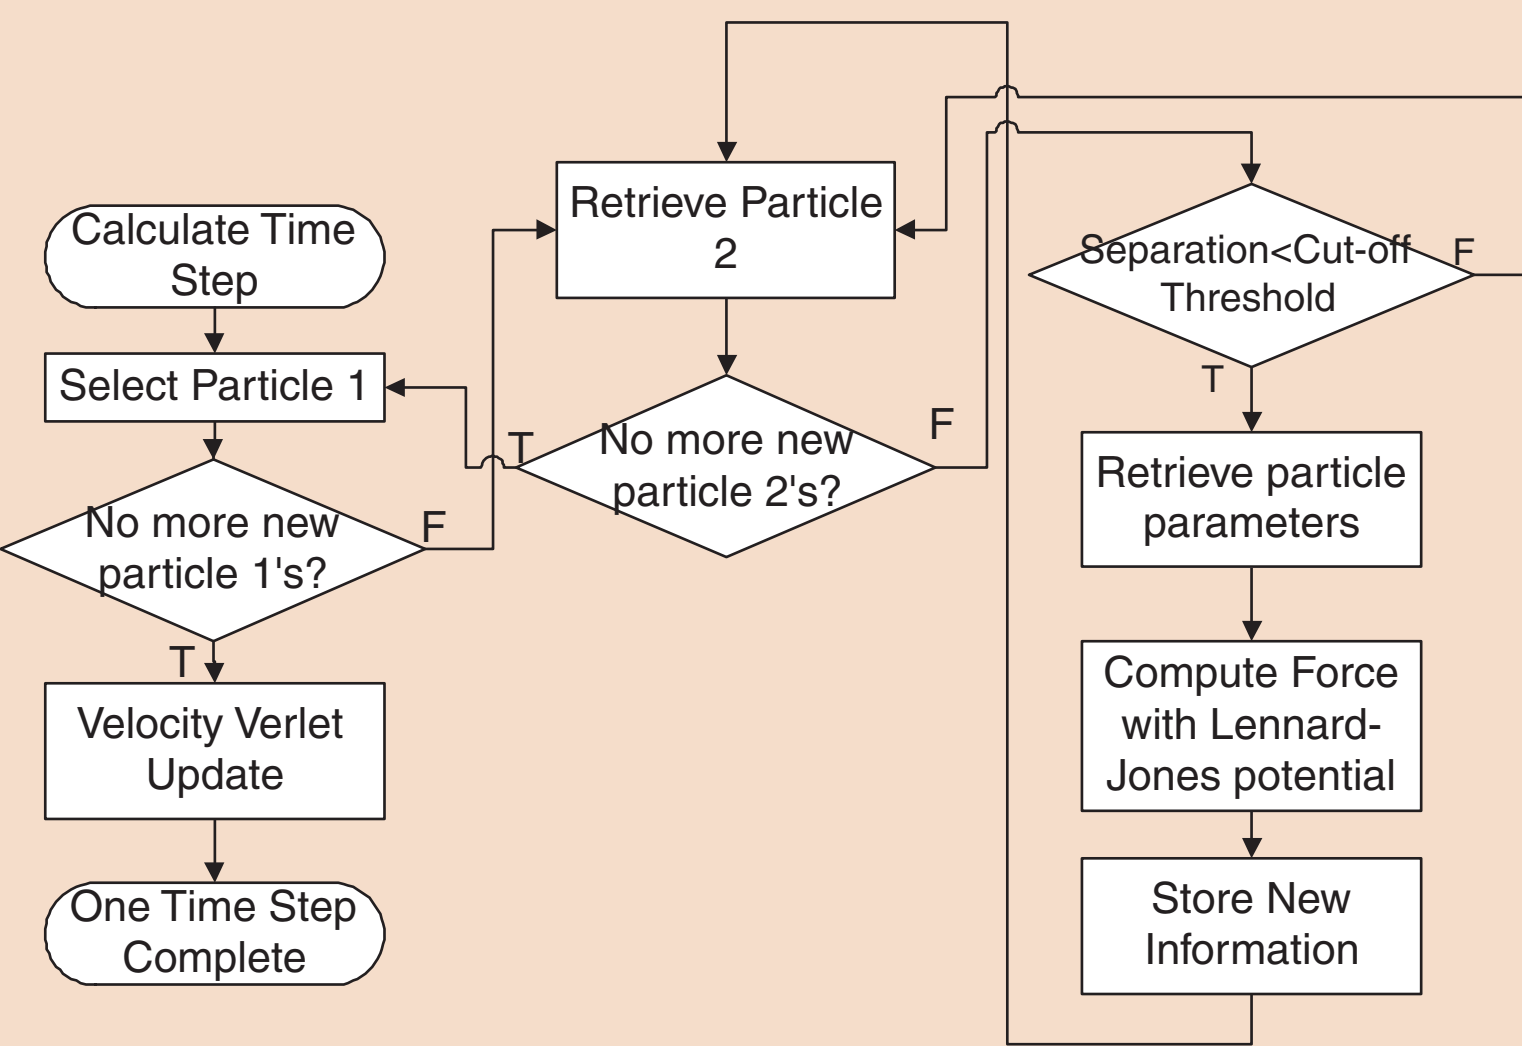 Calculate Time
Step
Select Particle 1
No more new
particle 1's?
F
T
Velocity Verlet
Update
One Time Step
Complete
Retrieve Particle
2
T
No more new
particle 2's?
F
Separation<Cut-off
Threshold
F
T
Retrieve particle
parameters
Compute Force
with Lennard-
Jones potential
Store New
Information